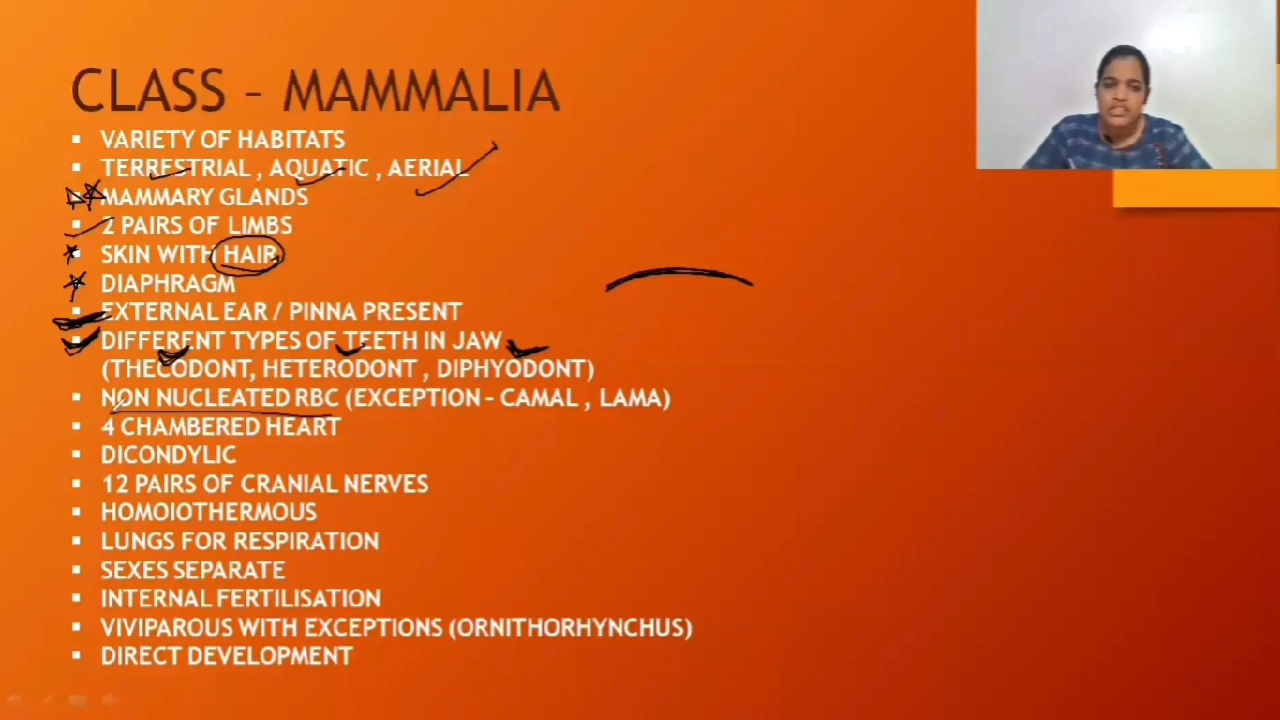 CLASS – MAMMALIA
VARIETY OF HABITATS
TERRESTRIAL , AQUATIC , AERIAL
MAMMARY GLANDS
2 PAIRS OF LIMBS
SKIN WITH HAIR
DIAPHRAGM
EXTERNAL EAR / PINNA PRESENT
DIFFERENT TYPES OF TEETH IN JAW
(THECODONT, HETERODONT , DIPHYODONT)
NON NUCLEATED RBC (EXCEPTION – CAMAL , LAMA)
4 CHAMBERED HEART
DICONDYLIC
12 PAIRS OF CRANIAL NERVES
HOMOIOTHERMOUS
LUNGS FOR RESPIRATION
SEXES SEPARATE
INTERNAL FERTILISATION
VIVIPAROUS WITH EXCEPTIONS (ORNITHORHYNCHUS)
DIRECT DEVELOPMENT